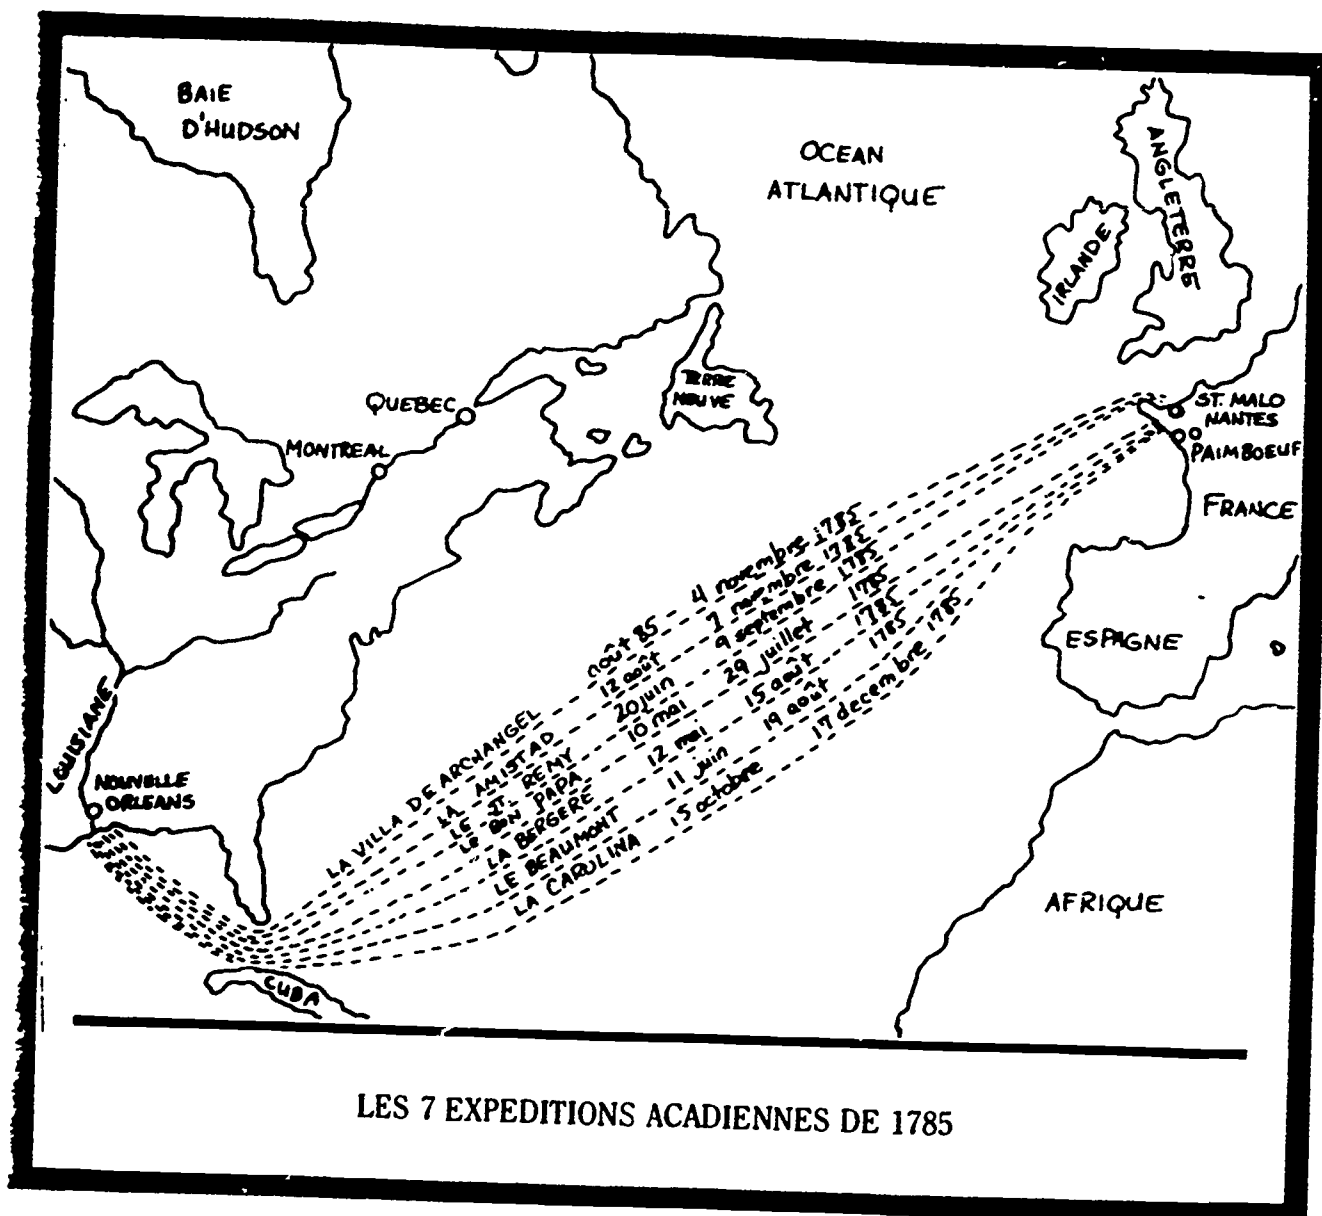 BAIE
D'HUDSON
OCEAN
ATLANTIQUE
ANGLETERRE
IRLANDE
TERRE
NEUVE
QUEBEC
MONTREAL
ST. MALO
NANTES
PAIMBOEUF
FRANCE
ESPAGNE
AFRIQUE
LOUISIANE
NOUVELLE
ORLEANS
CUBA
LA VILLA DE ARCHANGEL août 85 4 novembre 1785
LA AMISTAD 12 août 7 novembre 1785
LE ST. REMY 20 juin 9 septembre 1785
LE BON PAPA 10 mai 29 juillet 1785
LA BERGERE 12 mai 15 août 1785
LE BEAUMONT 11 juin 19 août 1785
LA CAROLINA 15 octobre 17 decembre 1785
LES 7 EXPEDITIONS ACADIENNES DE 1785